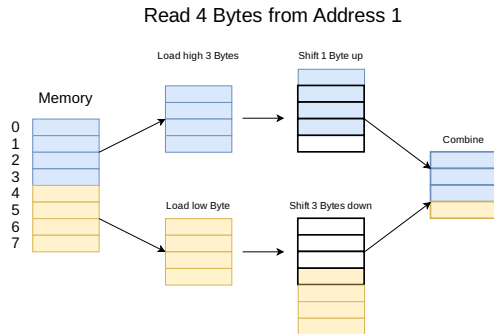 Read 4 Bytes from Address 1
Load high 3 Bytes
Shift 1 Byte up
Memory
0
1
2
3
4
5
6
7
Combine
Load low Byte
Shift 3 Bytes down